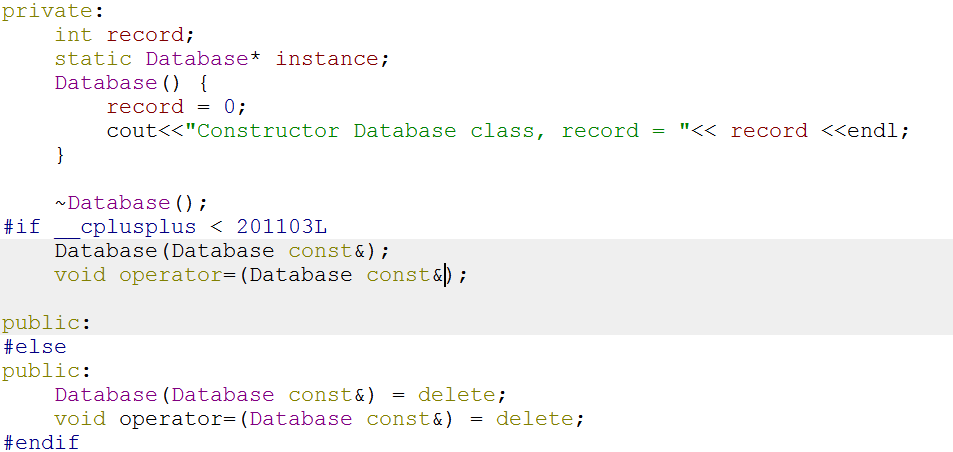 private:
    int record;
    static Database* instance;
    Database() {
        record = 0;
        cout<<"Constructor Database class, record = "<< record <<endl;
    }

    ~Database();
#if __cplusplus < 201103L
    Database(Database const&);
    void operator=(Database const&);

public:
#else
public:
    Database(Database const&) = delete;
    void operator=(Database const&) = delete;
#endif